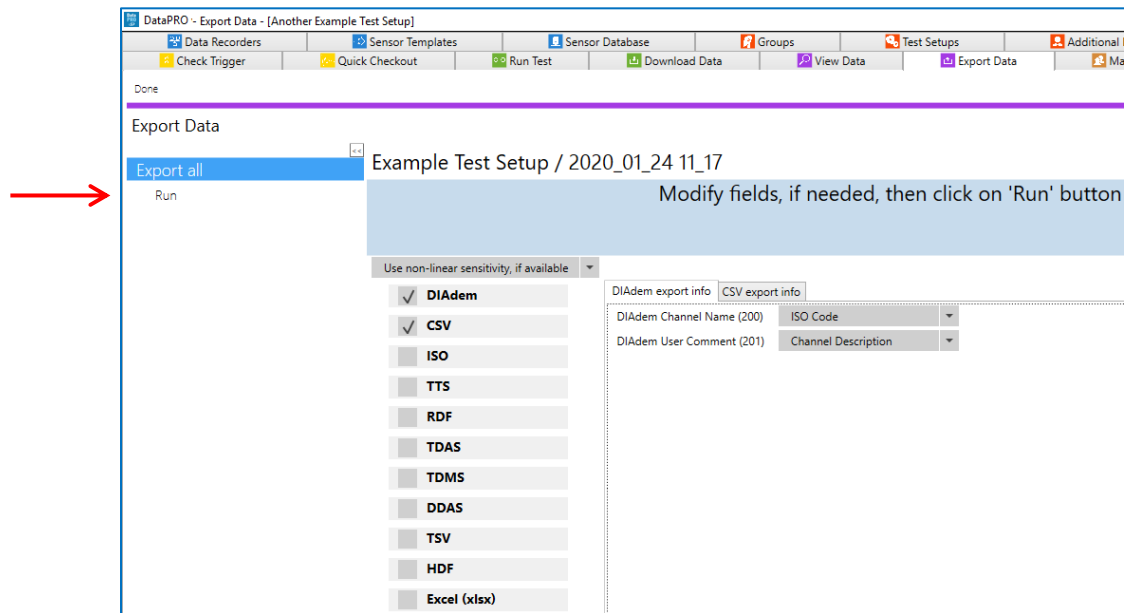 DataPRO - Export Data - [Another Example Test Setup]
Data Recorders Sensor Templates Sensor Database Groups Test Setups Additional
Check Trigger Quick Checkout Run Test Download Data View Data Export Data Ma
Done
Export Data
<<
Export all
Run
Example Test Setup / 2020_01_24 11_17
Modify fields, if needed, then click on 'Run' button
Use non-linear sensitivity, if available
DIAdem
CSV
ISO
TTS
RDF
TDAS
TDMS
DDAS
TSV
HDF
Excel (xlsx)
DIAdem export info CSV export info
DIAdem Channel Name (200) ISO Code
DIAdem User Comment (201) Channel Description